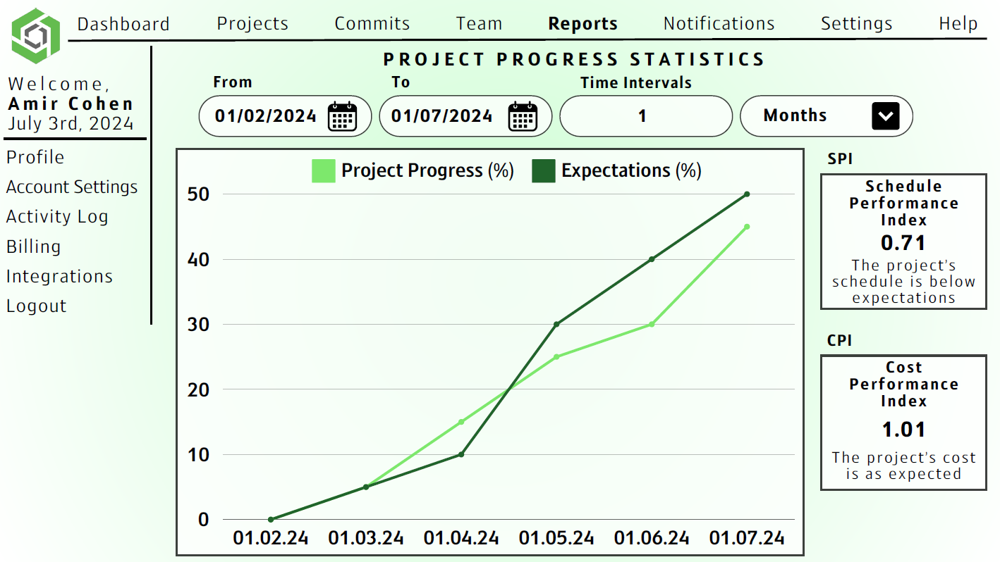 Dashboard Projects Commits Team Reports Notifications Settings Help
Welcome,
Amir Cohen
July 3rd, 2024
Profile
Account Settings
Activity Log
Billing
Integrations
Logout
PROJECT PROGRESS STATISTICS
From To Time Intervals
01/02/2024 01/07/2024 1 Months
Project Progress (%) Expectations (%)
50
40
30
20
10
0
01.02.24 01.03.24 01.04.24 01.05.24 01.06.24 01.07.24
SPI
Schedule
Performance
Index
0.71
The project's
schedule is below
expectations
CPI
Cost
Performance
Index
1.01
The project's cost
is as expected